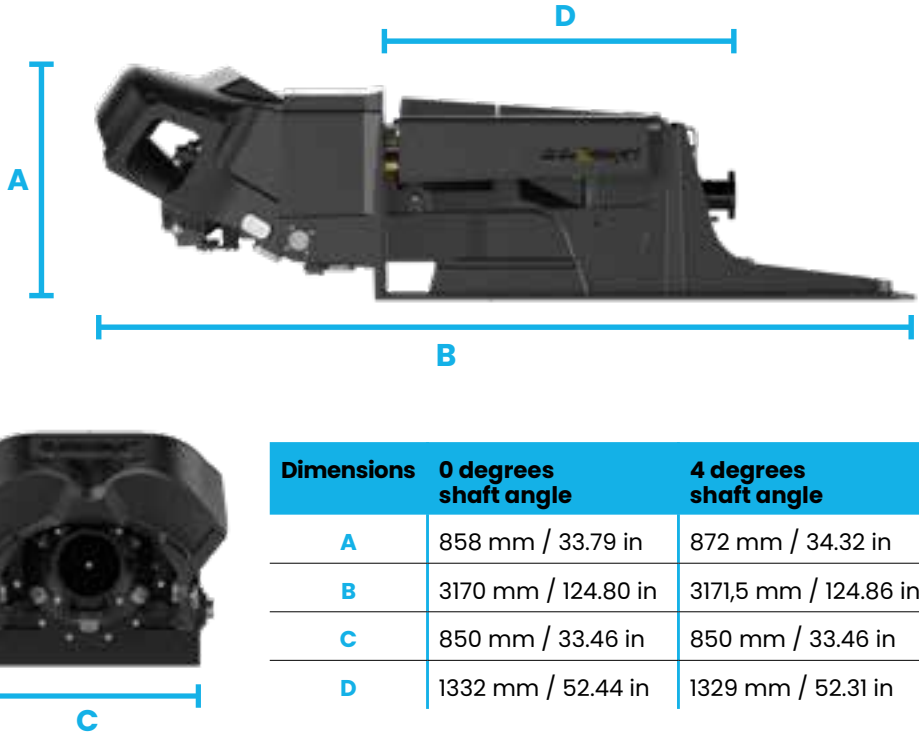 D
A
B
C
Dimensions 0 degrees shaft angle 4 degrees shaft angle
A 858 mm / 33.79 in 872 mm / 34.32 in
B 3170 mm / 124.80 in 3171,5 mm / 124.86 in
C 850 mm / 33.46 in 850 mm / 33.46 in
D 1332 mm / 52.44 in 1329 mm / 52.31 in